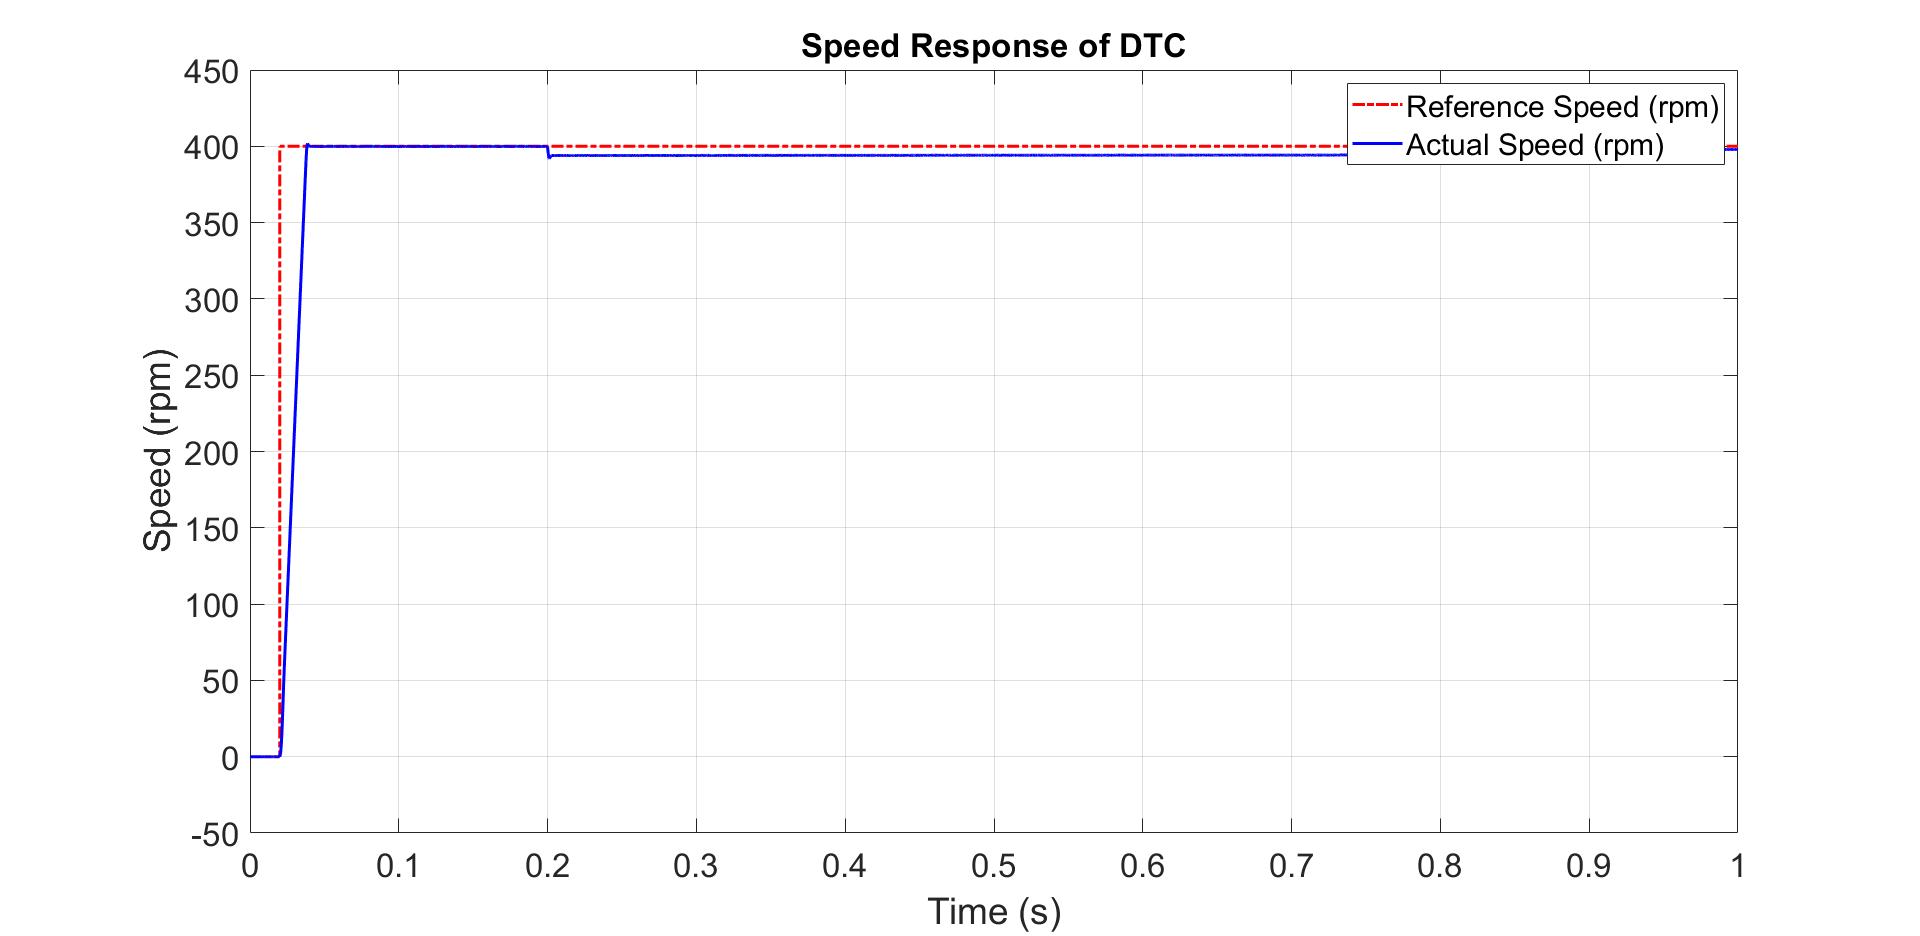 Speed Response of DTC
Reference Speed (rpm)
Actual Speed (rpm)
450
400
350
300
250
200
150
100
50
0
-50
Speed (rpm)
0 0.1 0.2 0.3 0.4 0.5 0.6 0.7 0.8 0.9 1
Time (s)